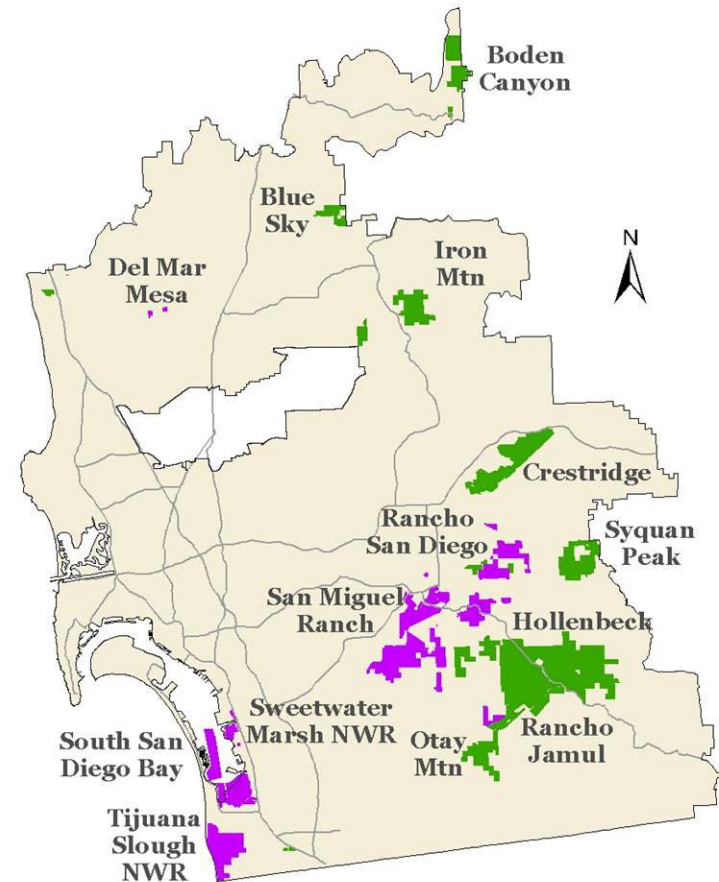 Boden
Canyon
Blue
Sky
N
Iron
Mtn
Del Mar
Mesa
Crestridge
Rancho
San Diego
Syquan
Peak
San Miguel
Ranch
Hollenbeck
Sweetwater
Marsh NWR
South San
Diego Bay
Otay
Mtn
Rancho
Jamul
Tijuana
Slough
NWR